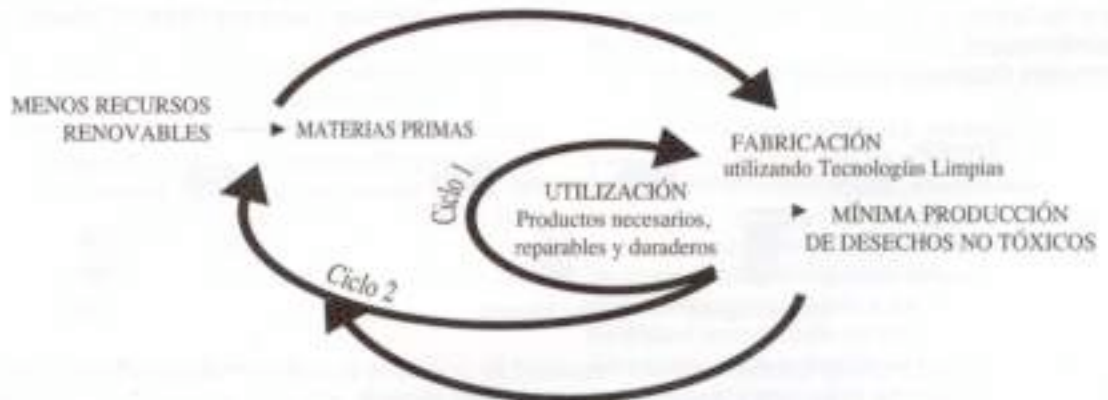 MENOS RECURSOS
RENOVABLES
MATERIAS PRIMAS
Ciclo 1
UTILIZACIÓN
Productos necesarios,
reparables y duraderos
FABRICACIÓN
utilizando Tecnologías Limpias
MÍNIMA PRODUCCIÓN
DE DESECHOS NO TÓXICOS
Ciclo 2